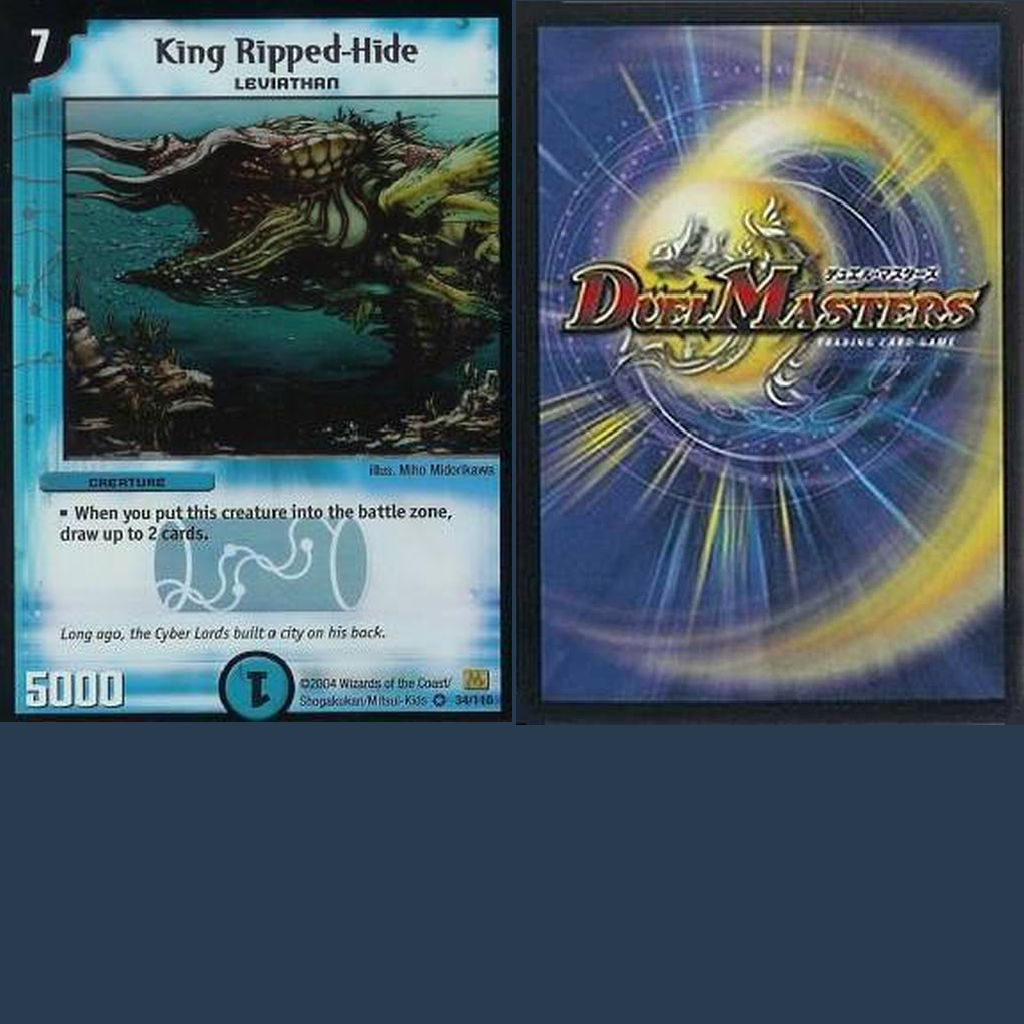 7
King Ripped-Hide
LEVIATHAN
illus. Miho Midorikawa
CREATURE
▪ When you put this creature into the battle zone,
draw up to 2 cards.
Long ago, the Cyber Lords built a city on his back.
5000
1
©2004 Wizards of the Coast/
Shogakukan/Mitsui-Kids ✪ 34/110
デュエル・マスターズ
DUEL MASTERS
TRADING CARD GAME